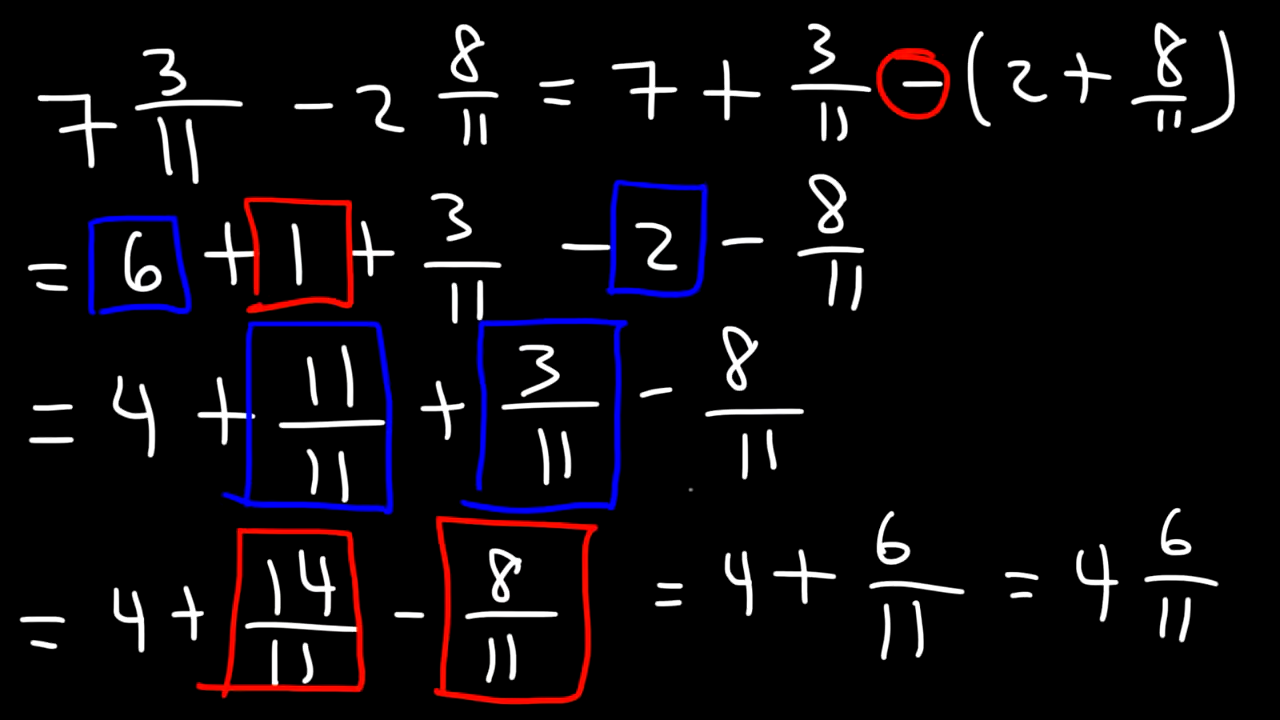 7 3/11 - 2 8/11 = 7 + 3/11 - (2 + 8/11)
= 6 + 1 + 3/11 - 2 - 8/11
= 4 + 11/11 + 3/11 - 8/11
= 4 + 14/11 - 8/11 = 4 + 6/11 = 4 6/11